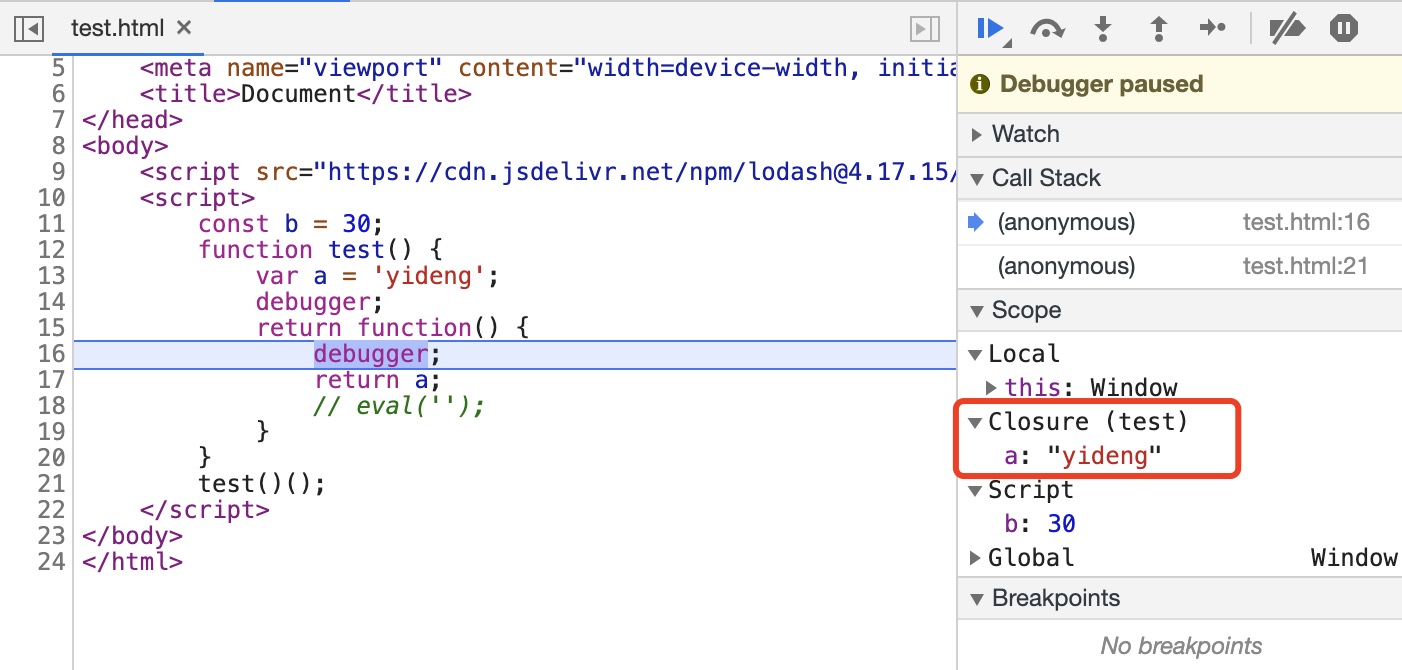 test.html ×
5 <meta name="viewport" content="width=device-width, initia
6 <title>Document</title>
7 </head>
8 <body>
9 <script src="https://cdn.jsdelivr.net/npm/lodash@4.17.15/
10 <script>
11 const b = 30;
12 function test() {
13 var a = 'yideng';
14 debugger;
15 return function() {
16 debugger;
17 return a;
18 // eval('');
19 }
20 }
21 test()();
22 </script>
23 </body>
24 </html>
Debugger paused
Watch
Call Stack
(anonymous) test.html:16
(anonymous) test.html:21
Scope
Local
this: Window
Closure (test)
a: "yideng"
Script
b: 30
Global Window
Breakpoints
No breakpoints